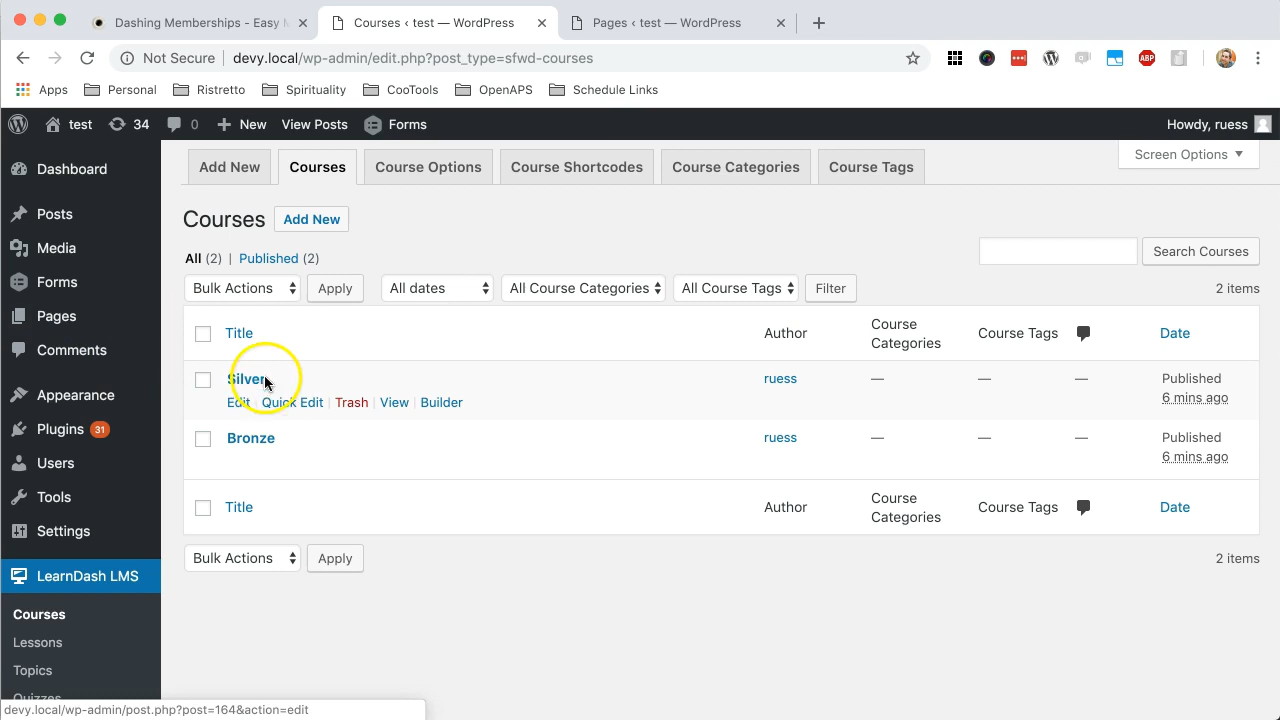 Dashing Memberships - Easy M
Courses ‹ test — WordPress
Pages ‹ test — WordPress
Not Secure devy.local/wp-admin/edit.php?post_type=sfwd-courses
ABP
Apps Personal Ristretto Spirituality CooTools OpenAPS Schedule Links
test 34 0 New View Posts Forms Howdy, ruess
Dashboard
Posts
Media
Forms
Pages
Comments
Appearance
Plugins 31
Users
Tools
Settings
LearnDash LMS
Courses
Lessons
Topics
Quizzes
Add New Courses Course Options Course Shortcodes Course Categories Course Tags
Screen Options
Courses Add New
All (2) | Published (2)
Search Courses
Bulk Actions Apply All dates All Course Categories All Course Tags Filter 2 items
Title Author Course Categories Course Tags Date
Silver ruess — — — Published
6 mins ago
Edit | Quick Edit | Trash | View | Builder
Bronze ruess — — — Published
6 mins ago
Title Author Course Categories Course Tags Date
Bulk Actions Apply 2 items
devy.local/wp-admin/post.php?post=164&action=edit